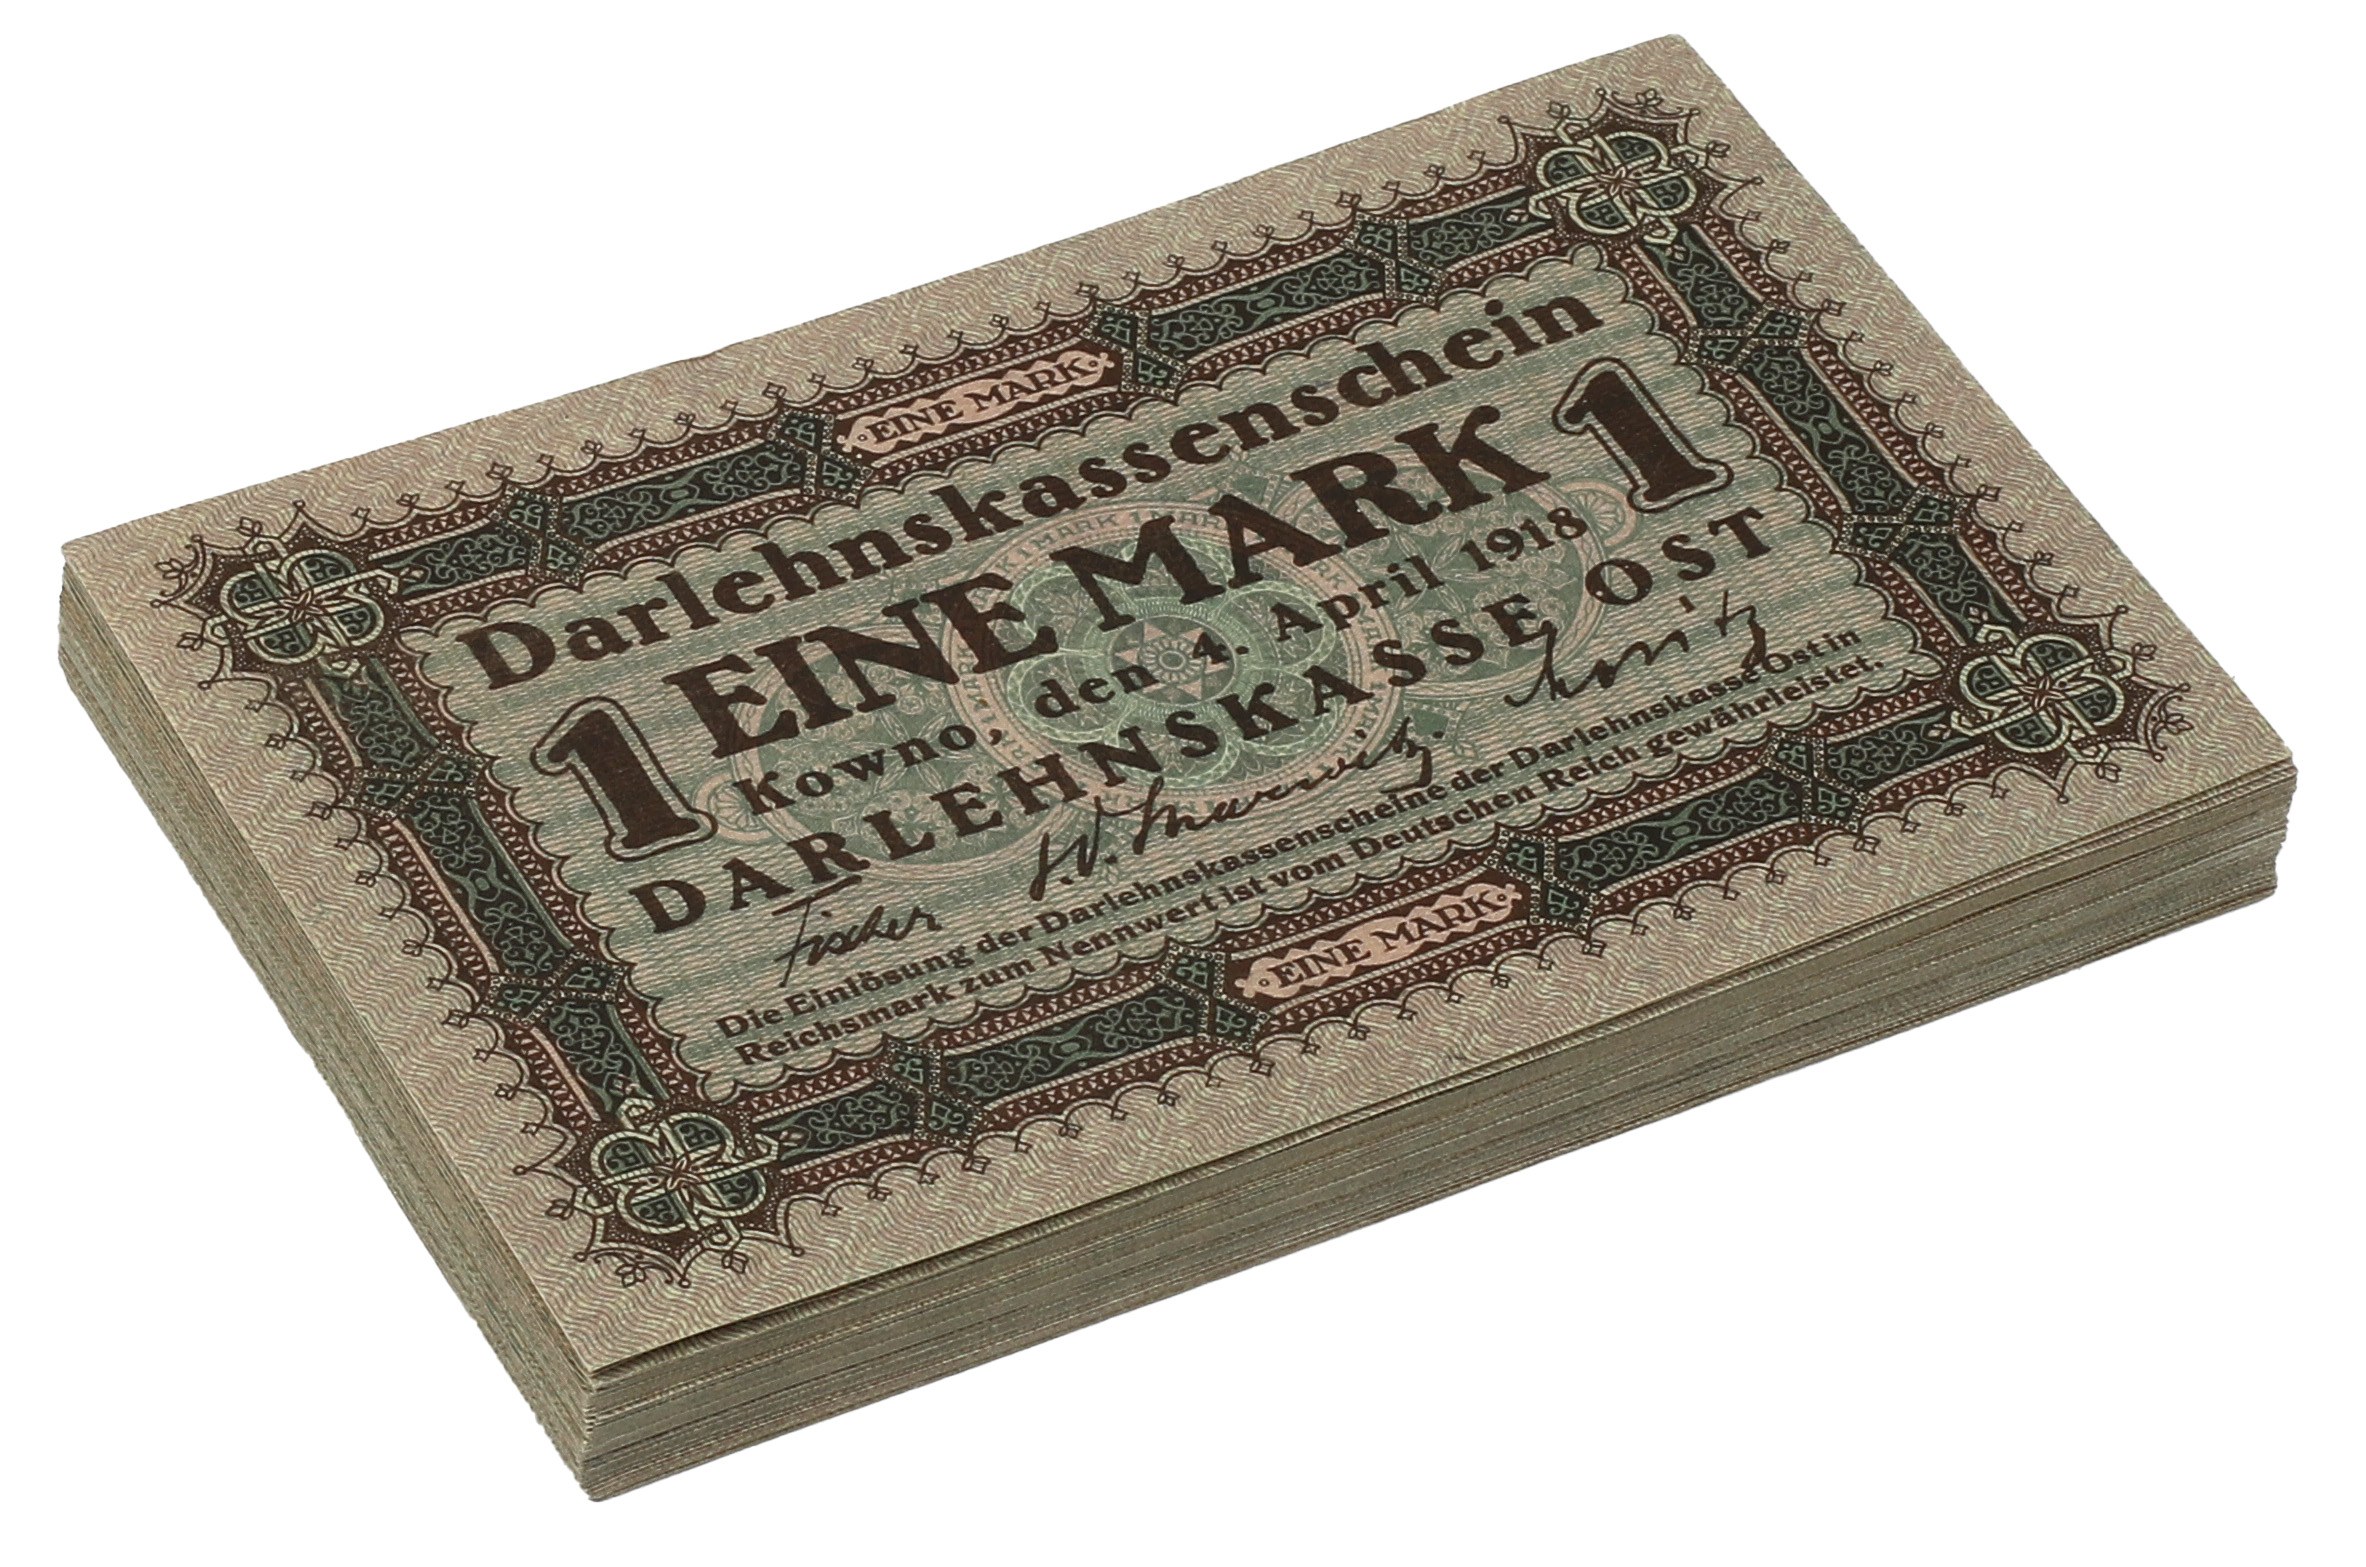 EINE MARK
Darlehnskassenschein
1 EINE MARK 1
Kowno, den 4. April 1918
DARLEHNSKASSE OST
Fischer
Die Einlösung der Darlehnskassenscheine der Darlehnskasse Ost in
Reichsmark zum Nennwert ist vom Deutschen Reich gewährleistet.
EINE MARK